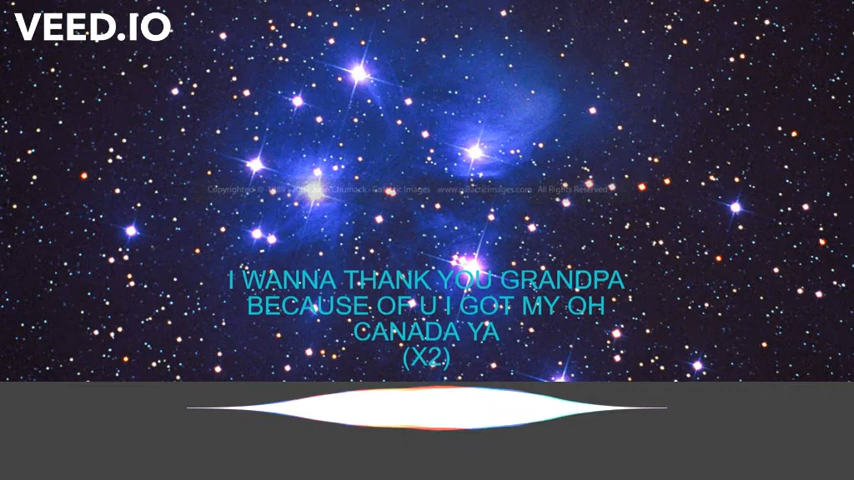 VEED.IO
I WANNA THANK YOU GRANDPA
BECAUSE OF U I GOT MY OH
CANADA YA
(X2)